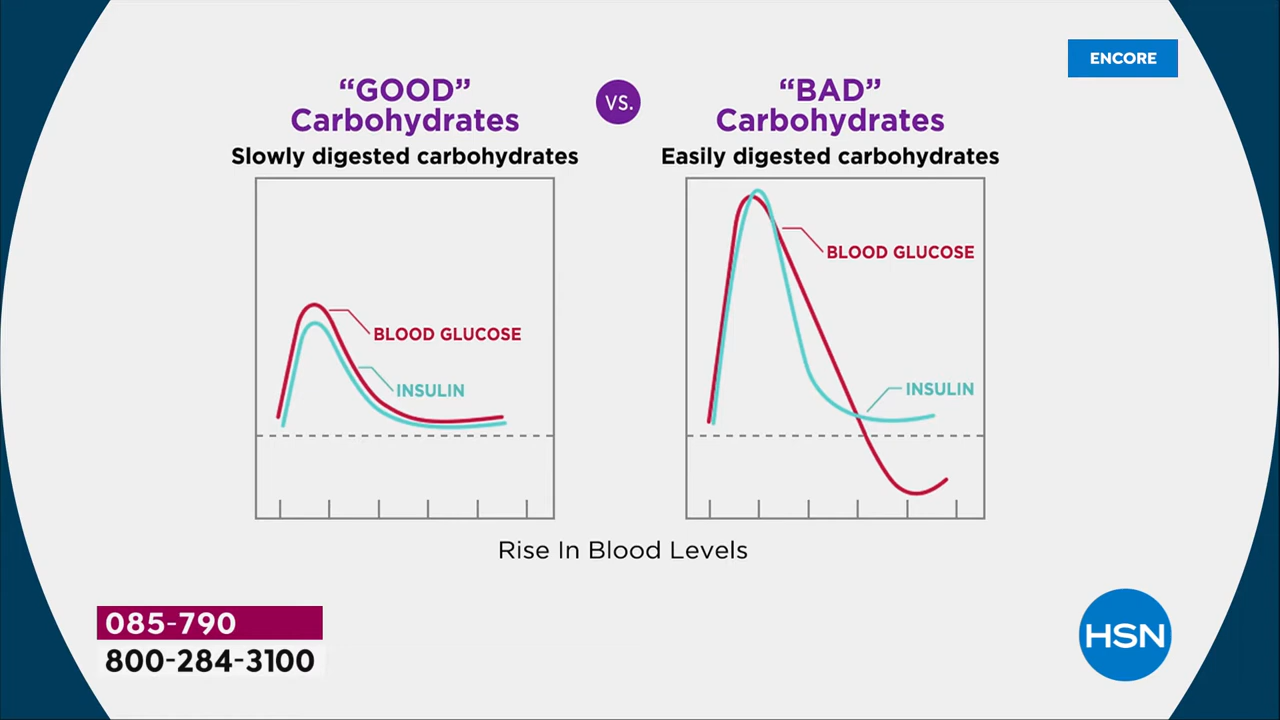 ENCORE
“GOOD”
Carbohydrates
Slowly digested carbohydrates
VS.
“BAD”
Carbohydrates
Easily digested carbohydrates
BLOOD GLUCOSE
INSULIN
BLOOD GLUCOSE
INSULIN
Rise In Blood Levels
085-790
800-284-3100
HSN